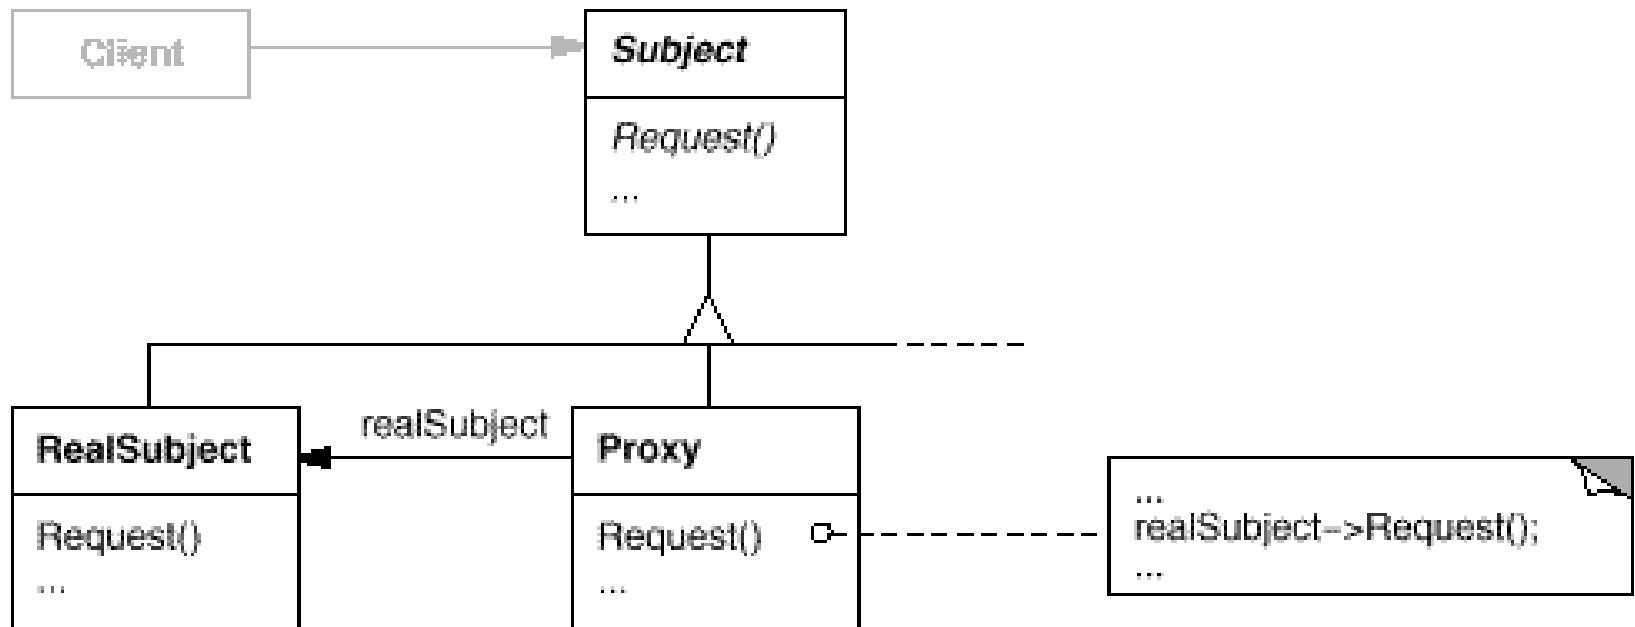 Client
Subject
Request()
...
realSubject
RealSubject
Request()
...
Proxy
Request()
...
...
realSubject->Request();
...